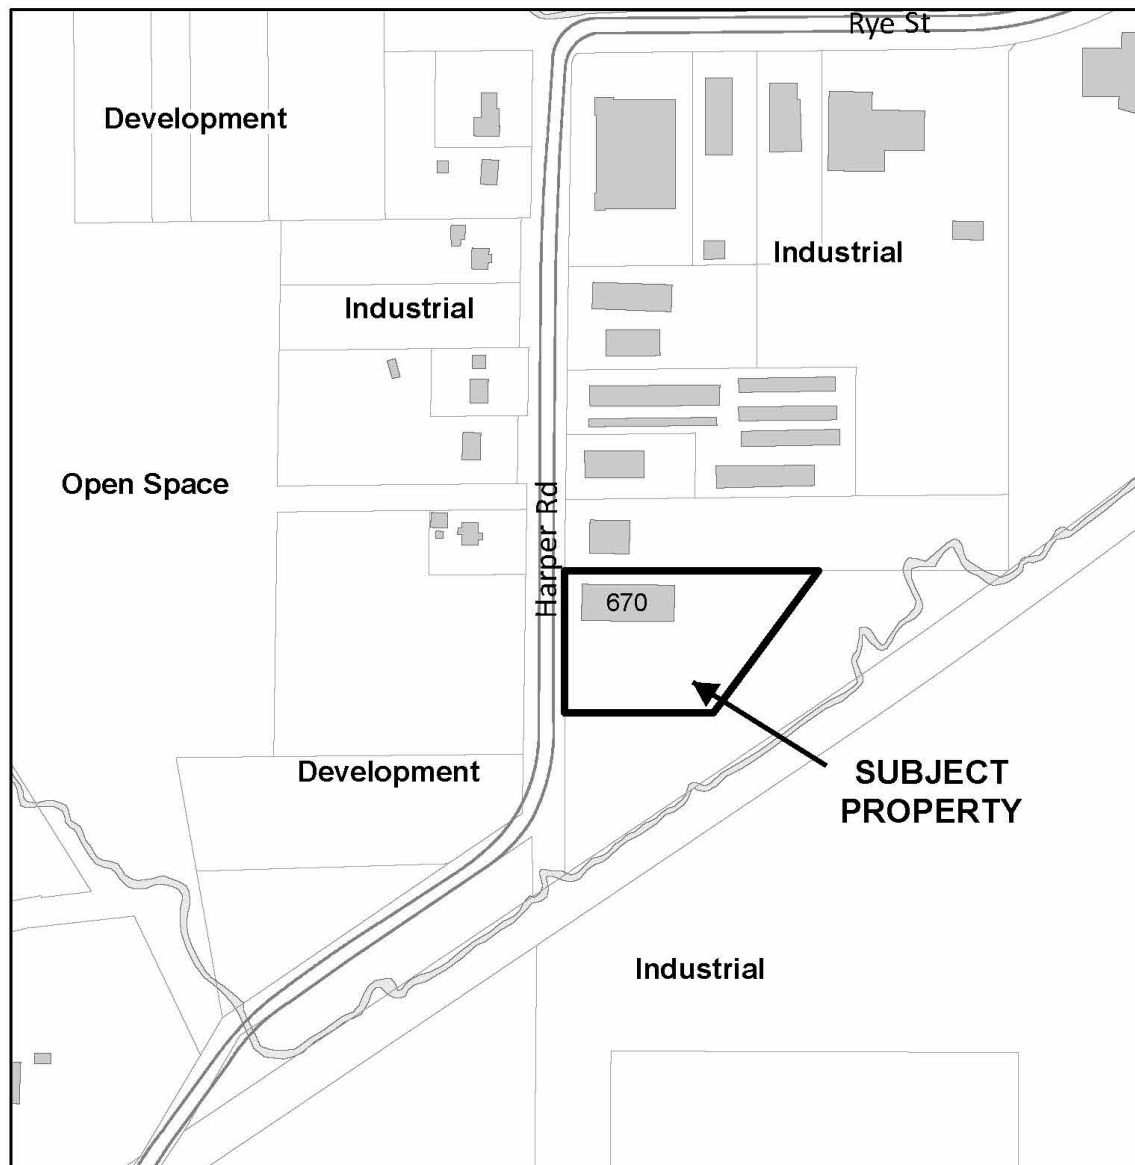 Rye St
Development
Industrial
Industrial
Open Space
Harper Rd
670
Development
SUBJECT
PROPERTY
Industrial